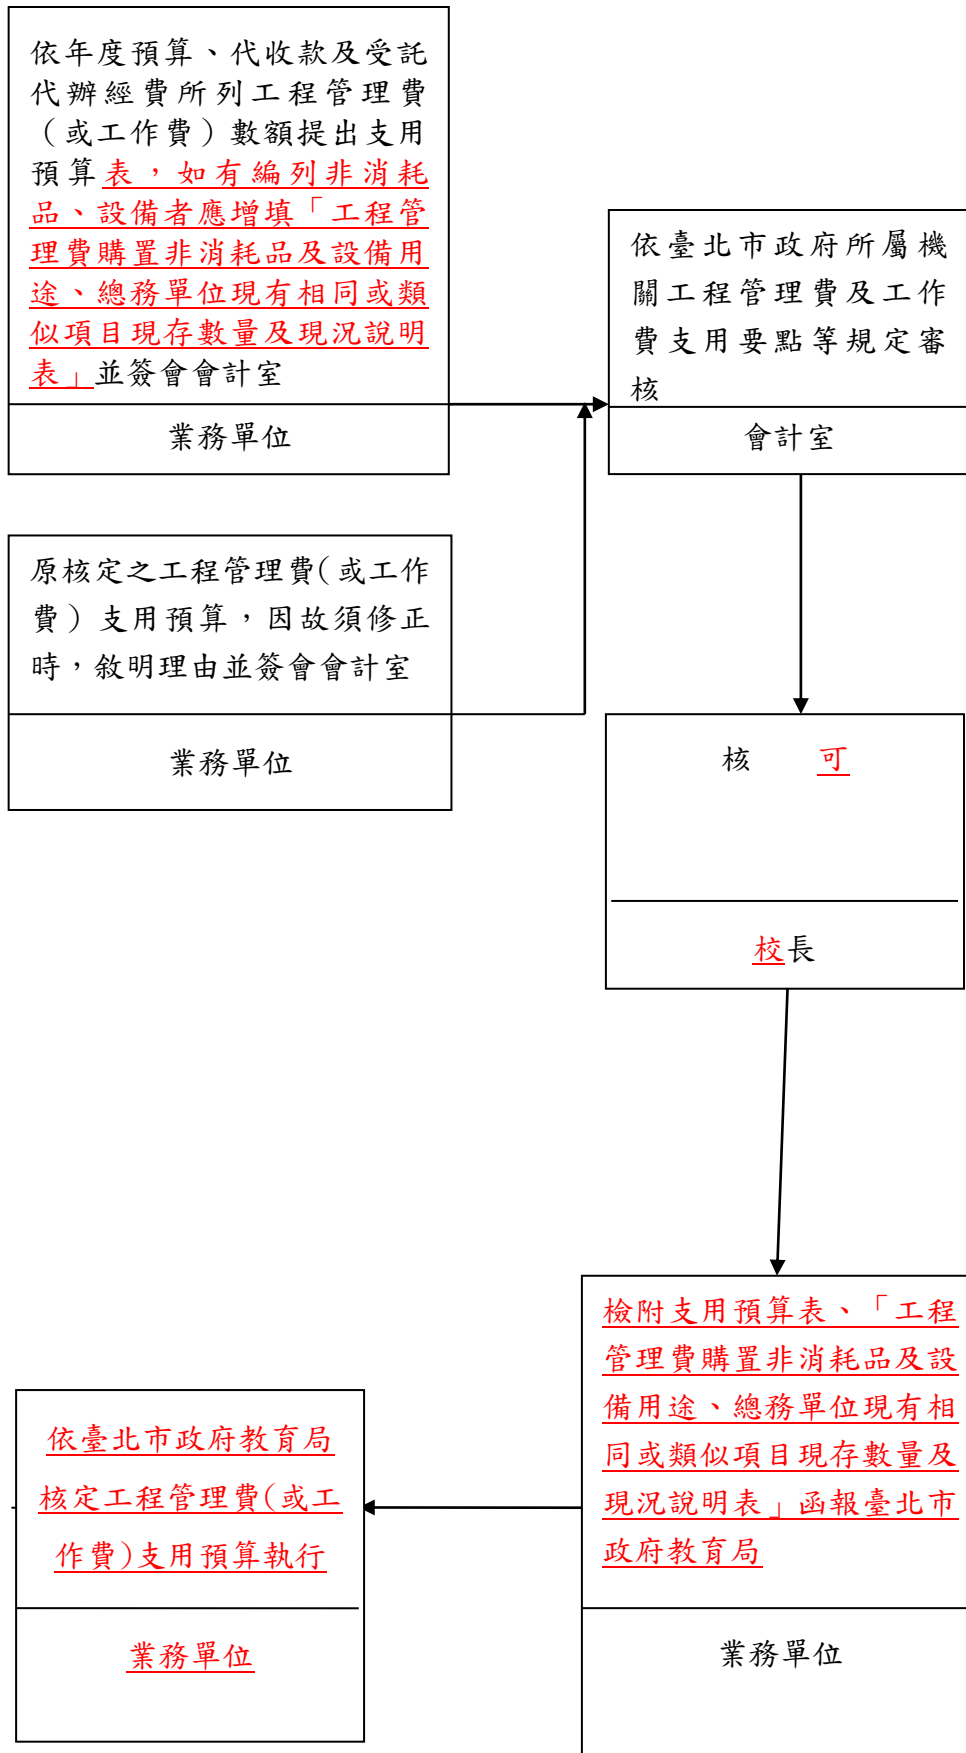 依年度預算、代收款及受託
代辦經費所列工程管理費
（或工作費）數額提出支用
預算表，如有編列非消耗
品、設備者應增填「工程管
理費購置非消耗品及設備用
途、總務單位現有相同或類
似項目現存數量及現況說明
表」並簽會會計室
業務單位
依臺北市政府所屬機
關工程管理費及工作
費支用要點等規定審
核
會計室
原核定之工程管理費(或工作
費）支用預算，因故須修正
時，敘明理由並簽會會計室
業務單位
核　可
校長
檢附支用預算表、「工程
管理費購置非消耗品及設
備用途、總務單位現有相
同或類似項目現存數量及
現況說明表」函報臺北市
政府教育局
業務單位
依臺北市政府教育局
核定工程管理費(或工
作費)支用預算執行
業務單位